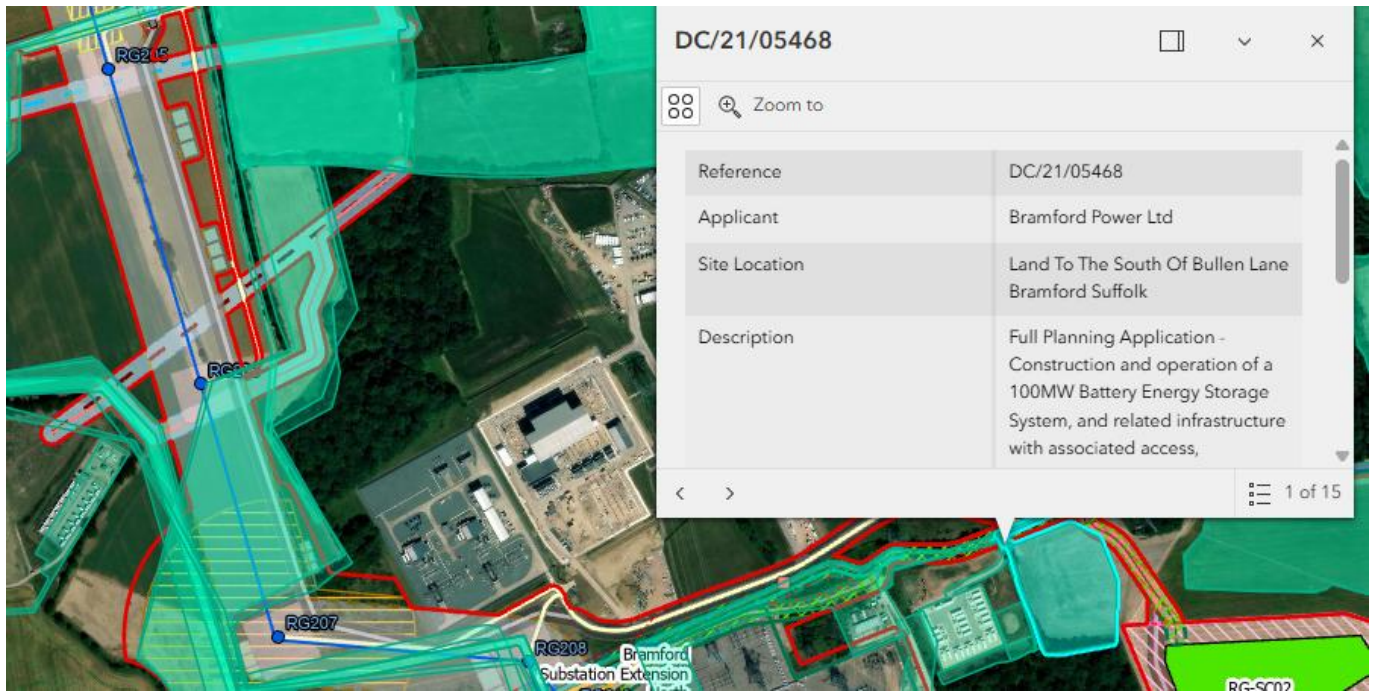 DC/21/05468
Zoom to
Reference DC/21/05468
Applicant Bramford Power Ltd
Site Location Land To The South Of Bullen Lane
Bramford Suffolk
Description Full Planning Application -
Construction and operation of a
100MW Battery Energy Storage
System, and related infrastructure
with associated access,
1 of 15
RG205
RG207
RG208
Bramford
Substation Extension
North
RG-SC02